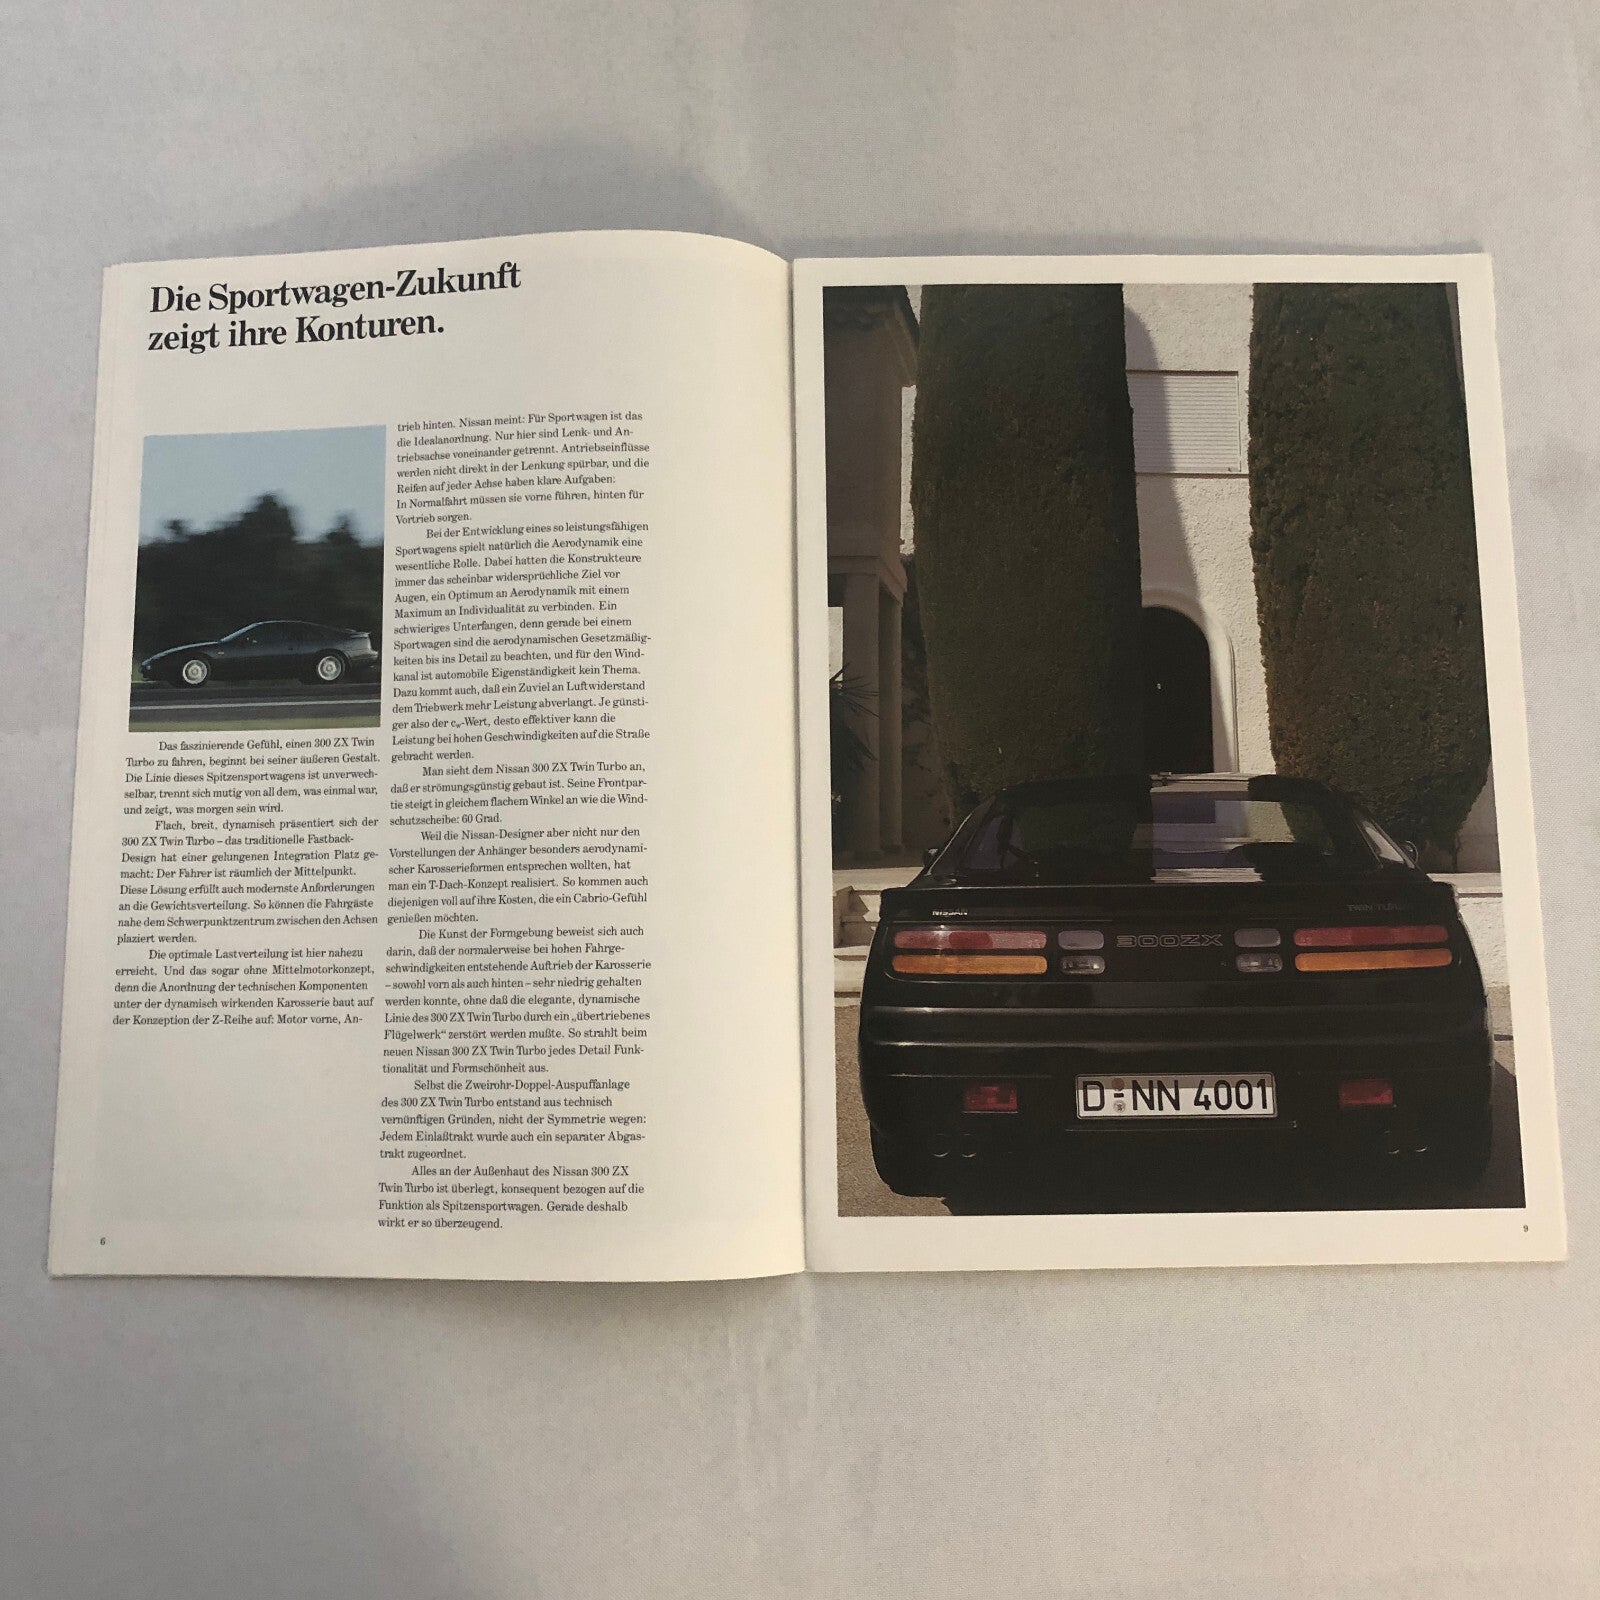 Die Sportwagen-Zukunft
zeigt ihre Konturen.
Das faszinierende Gefühl, einen 300 ZX Twin
Turbo zu fahren, beginnt bei seiner äußeren Gestalt.
Die Linie dieses Spitzensportwagens ist unverwech-
selbar, trennt sich mutig von all dem, was einmal war,
und zeigt, was morgen sein wird.
Flach, breit, dynamisch präsentiert sich der
300 ZX Twin Turbo – das traditionelle Fastback-
Design hat einer gelungenen Integration Platz ge-
macht: Der Fahrer ist räumlich der Mittelpunkt.
Diese Lösung erfüllt auch modernste Anforderungen
an die Gewichtsverteilung. So können die Fahrgäste
nahe dem Schwerpunktzentrum zwischen den Achsen
plaziert werden.
Die optimale Lastverteilung ist hier nahezu
erreicht. Und das sogar ohne Mittelmotorkonzept,
denn die Anordnung der technischen Komponenten
unter der dynamisch wirkenden Karosserie baut auf
der Konzeption der Z-Reihe auf: Motor vorne, An-
trieb hinten. Nissan meint: Für Sportwagen ist das
die Idealanordnung. Nur hier sind Lenk- und An-
triebsachse voneinander getrennt. Antriebseinflüsse
werden nicht direkt in der Lenkung spürbar, und die
Reifen auf jeder Achse haben klare Aufgaben:
In Normalfahrt müssen sie vorne führen, hinten für
Vortrieb sorgen.
Bei der Entwicklung eines so leistungsfähigen
Sportwagens spielt natürlich die Aerodynamik eine
wesentliche Rolle. Dabei hatten die Konstrukteure
immer das scheinbar widersprüchliche Ziel vor
Augen, ein Optimum an Aerodynamik mit einem
Maximum an Individualität zu verbinden. Ein
schwieriges Unterfangen, denn gerade bei einem
Sportwagen sind die aerodynamischen Gesetzmäßig-
keiten bis ins Detail zu beachten, und für den Wind-
kanal ist automobile Eigenständigkeit kein Thema.
Dazu kommt auch, daß ein Zuviel an Luftwiderstand
dem Triebwerk mehr Leistung abverlangt. Je günsti-
ger also der cw-Wert, desto effektiver kann die
Leistung bei hohen Geschwindigkeiten auf die Straße
gebracht werden.
Man sieht dem Nissan 300 ZX Twin Turbo an,
daß er strömungsgünstig gebaut ist. Seine Frontpar-
tie steigt in gleichem flachem Winkel an wie die Wind-
schutzscheibe: 60 Grad.
Weil die Nissan-Designer aber nicht nur den
Vorstellungen der Anhänger besonders aerodynami-
scher Karosserieformen entsprechen wollten, hat
man ein T-Dach-Konzept realisiert. So kommen auch
diejenigen voll auf ihre Kosten, die ein Cabrio-Gefühl
genießen möchten.
Die Kunst der Formgebung beweist sich auch
darin, daß der normalerweise bei hohen Fahrge-
schwindigkeiten entstehende Auftrieb der Karosserie
– sowohl vorn als auch hinten – sehr niedrig gehalten
werden konnte, ohne daß die elegante, dynamische
Linie des 300 ZX Twin Turbo durch ein „übertriebenes
Flügelwerk“ zerstört werden mußte. So strahlt beim
neuen Nissan 300 ZX Twin Turbo jedes Detail Funk-
tionalität und Formschönheit aus.
Selbst die Zweirohr-Doppel-Auspuffanlage
des 300 ZX Twin Turbo entstand aus technisch
vernünftigen Gründen, nicht der Symmetrie wegen:
Jedem Einlaßtrakt wurde auch ein separater Abgas-
trakt zugeordnet.
Alles an der Außenhaut des Nissan 300 ZX
Twin Turbo ist überlegt, konsequent bezogen auf die
Funktion als Spitzensportwagen. Gerade deshalb
wirkt er so überzeugend.
6
NISSAN
TWIN TURBO
300ZX
D NN 4001
9